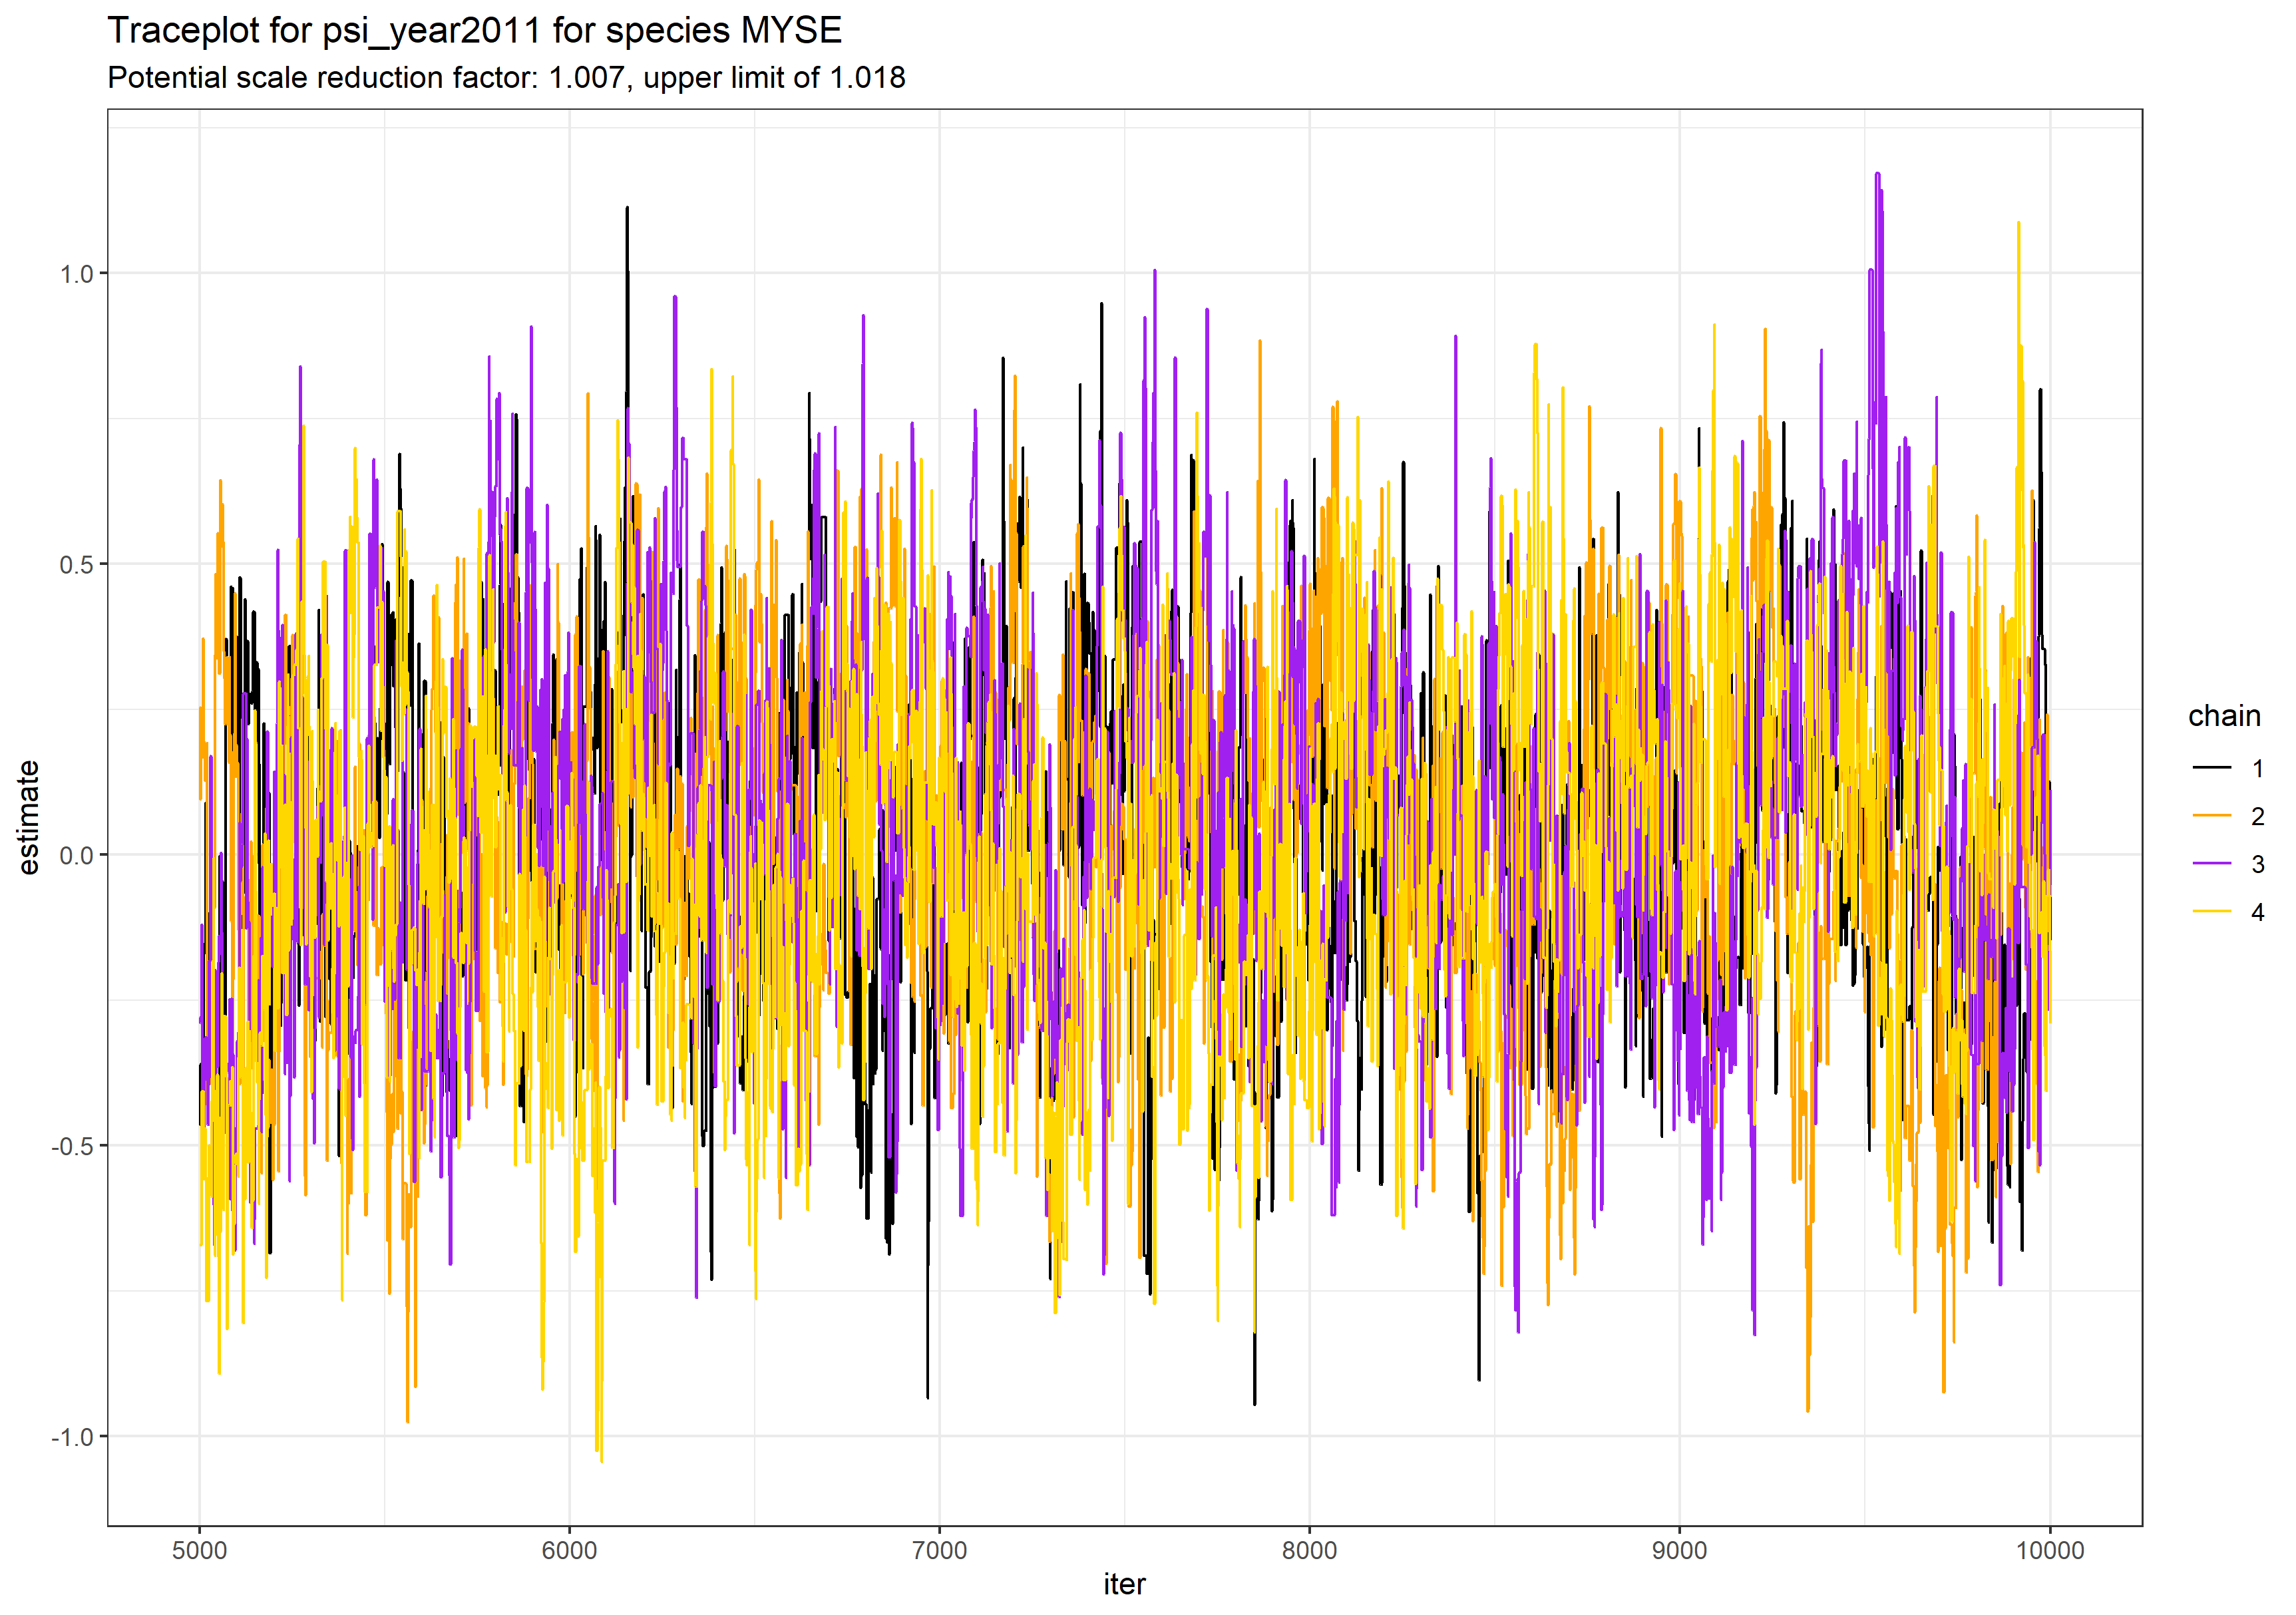 Traceplot for psi_year2011 for species MYSE
Potential scale reduction factor: 1.007, upper limit of 1.018
estimate
1.0
0.5
0.0
-0.5
-1.0
5000 6000 7000 8000 9000 10000
iter
chain
1
2
3
4